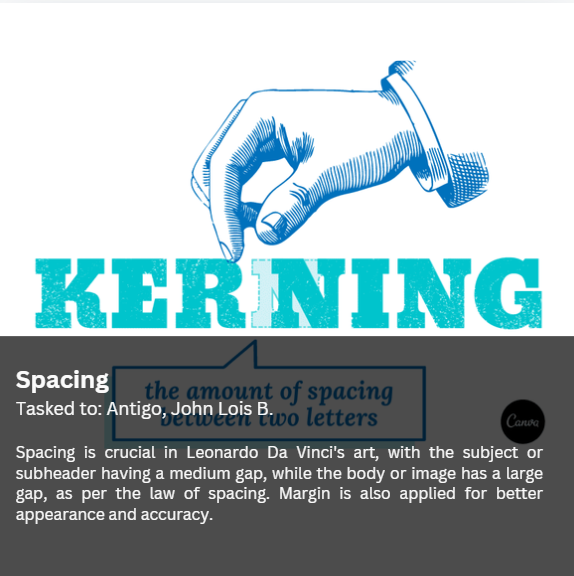 KERNING
Spacing
the amount of spacing
Tasked to: Antigo, John Lois B.
between two letters
Canva
Spacing is crucial in Leonardo Da Vinci's art, with the subject or
subheader having a medium gap, while the body or image has a large
gap, as per the law of spacing. Margin is also applied for better
appearance and accuracy.